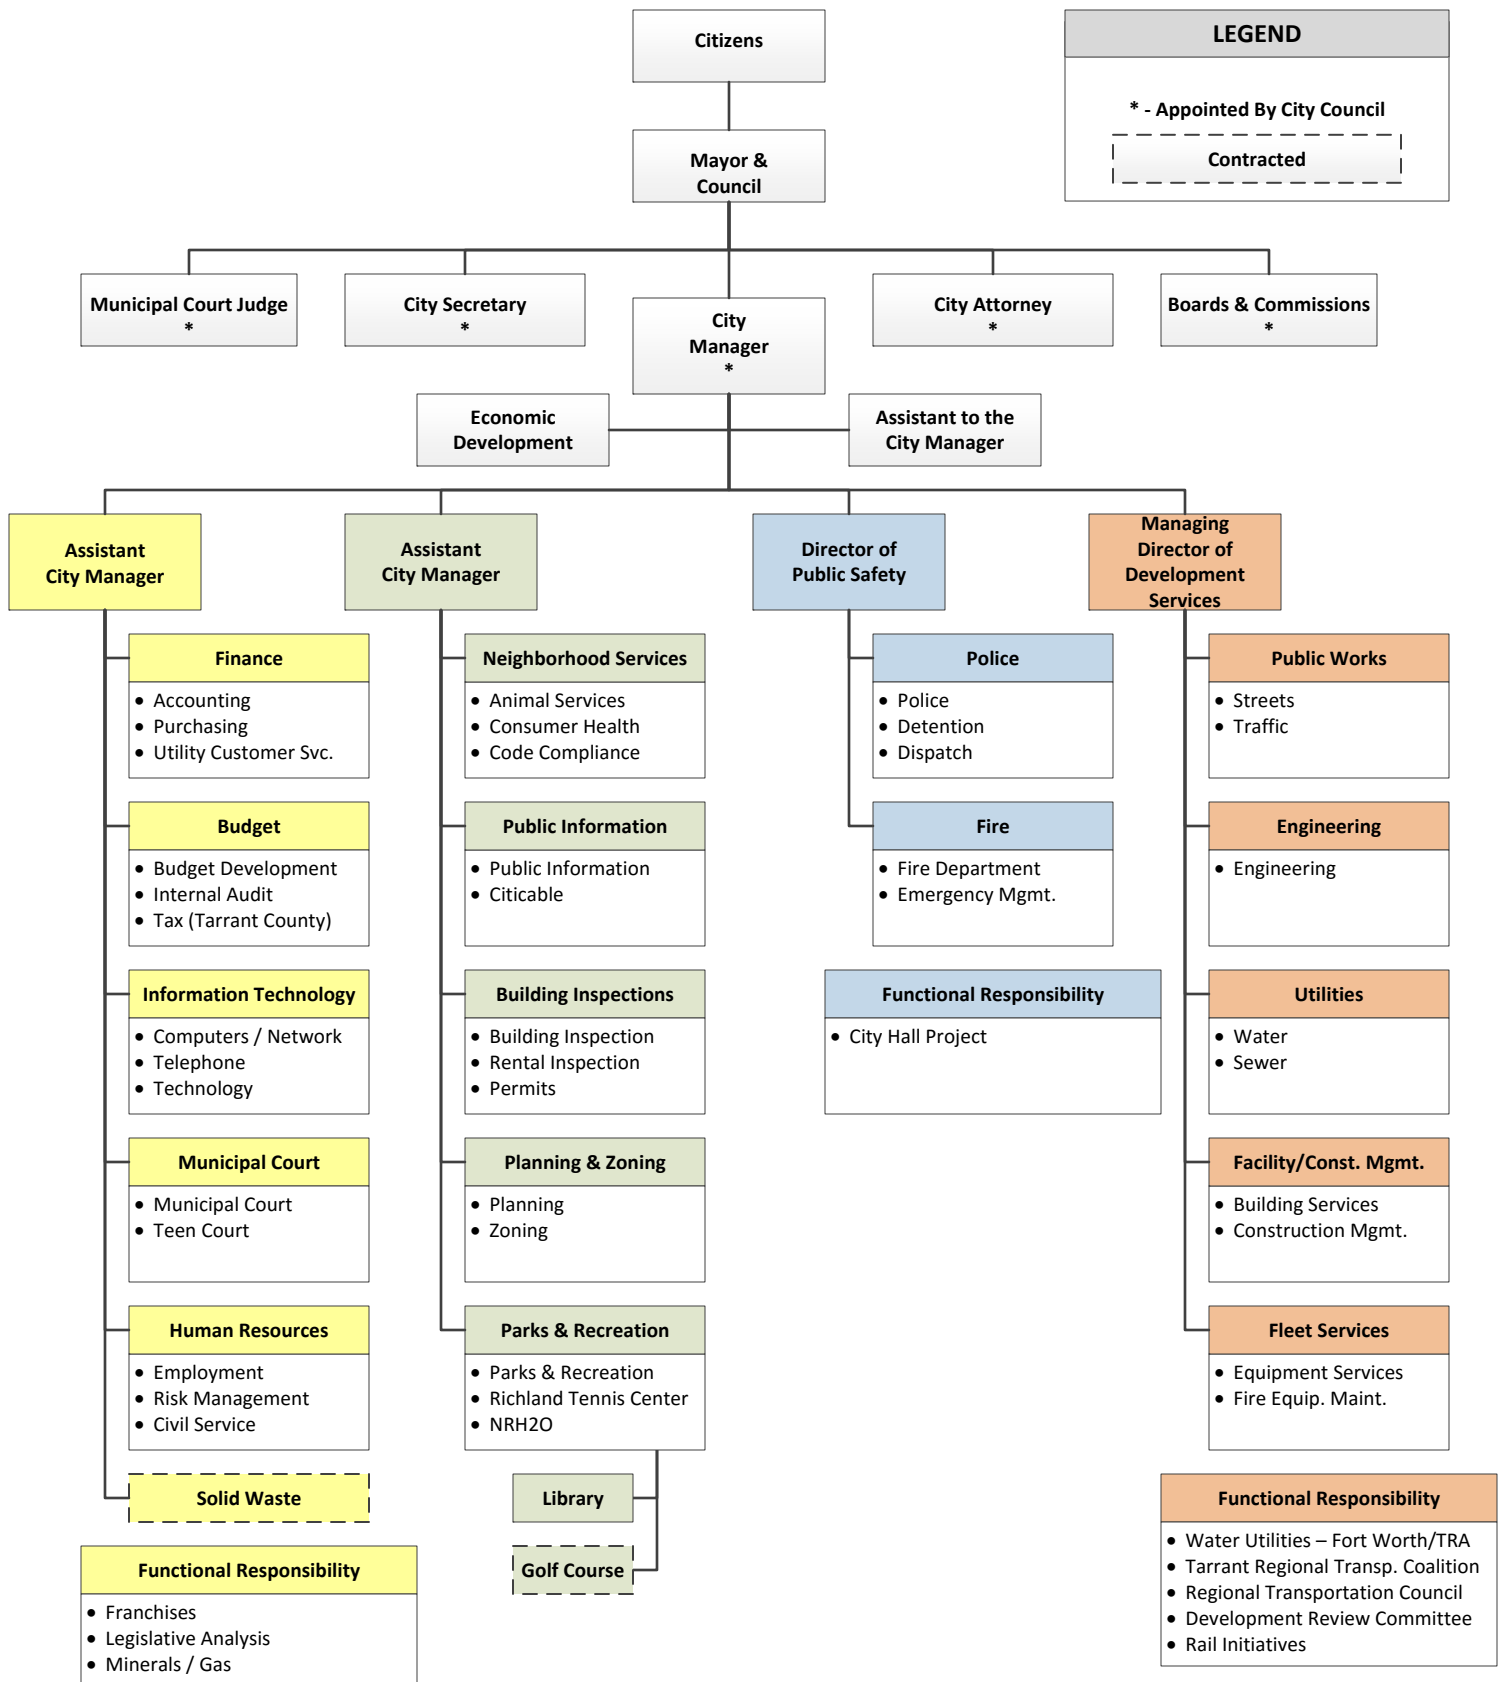 Citizens
LEGEND
* - Appointed By City Council
Contracted
Mayor &
Council
Municipal Court Judge
*
City Secretary
*
City
Manager
*
City Attorney
*
Boards & Commissions
*
Economic
Development
Assistant to the
City Manager
Assistant
City Manager
Assistant
City Manager
Director of
Public Safety
Managing
Director of
Development
Services
Finance
• Accounting
• Purchasing
• Utility Customer Svc.
Budget
• Budget Development
• Internal Audit
• Tax (Tarrant County)
Information Technology
• Computers / Network
• Telephone
• Technology
Municipal Court
• Municipal Court
• Teen Court
Human Resources
• Employment
• Risk Management
• Civil Service
Solid Waste
Functional Responsibility
• Franchises
• Legislative Analysis
• Minerals / Gas
Neighborhood Services
• Animal Services
• Consumer Health
• Code Compliance
Public Information
• Public Information
• Citicable
Building Inspections
• Building Inspection
• Rental Inspection
• Permits
Planning & Zoning
• Planning
• Zoning
Parks & Recreation
• Parks & Recreation
• Richland Tennis Center
• NRH2O
Library
Golf Course
Police
• Police
• Detention
• Dispatch
Fire
• Fire Department
• Emergency Mgmt.
Functional Responsibility
• City Hall Project
Public Works
• Streets
• Traffic
Engineering
• Engineering
Utilities
• Water
• Sewer
Facility/Const. Mgmt.
• Building Services
• Construction Mgmt.
Fleet Services
• Equipment Services
• Fire Equip. Maint.
Functional Responsibility
• Water Utilities – Fort Worth/TRA
• Tarrant Regional Transp. Coalition
• Regional Transportation Council
• Development Review Committee
• Rail Initiatives